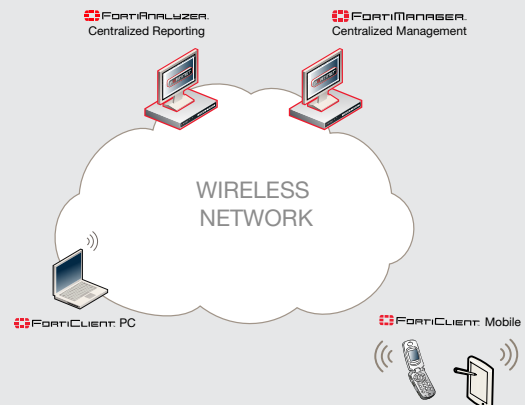 FortiAnalyzer.
Centralized Reporting
FortiManager.
Centralized Management
WIRELESS
NETWORK
FortiClient. PC
FortiClient. Mobile